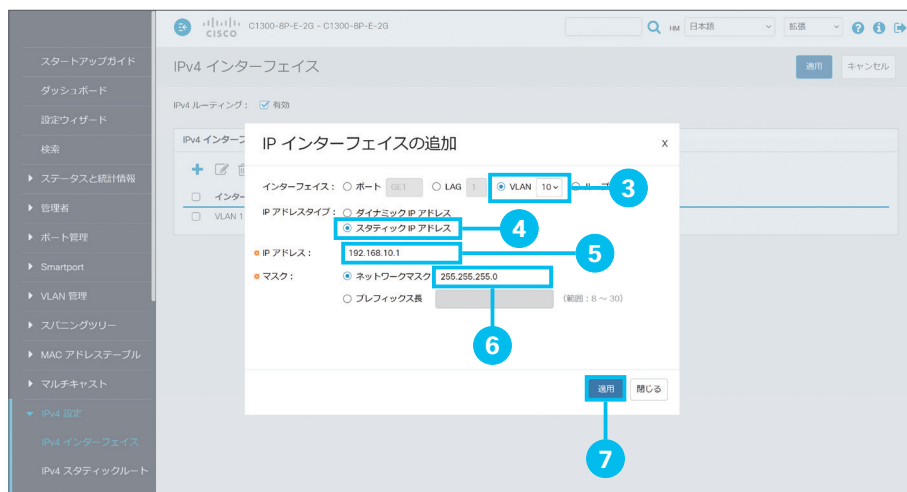 CISCO
C1300-8P-E-2G - C1300-8P-E-2G
HM
日本語
拡張
スタートアップガイド
ダッシュボード
設定ウィザード
検索
ステータスと統計情報
管理者
ポート管理
Smartport
VLAN 管理
スパニングツリー
MAC アドレステーブル
マルチキャスト
IPv4 設定
IPv4 インターフェイス
IPv4 スタティックルート
IPv4 インターフェイス
適用
キャンセル
IPv4 ルーティング : 有効
IPv4 インターフ
インター
VLAN 1
IP インターフェイスの追加
x
インターフェイス : ポート GE1 LAG 1 VLAN 10
3
IP アドレスタイプ : ダイナミック IP アドレス
スタティック IP アドレス
4
IP アドレス : 192.168.10.1
5
マスク : ネットワークマスク 255.255.255.0
プレフィックス長 (範囲 : 8 ~ 30)
6
適用
閉じる
7